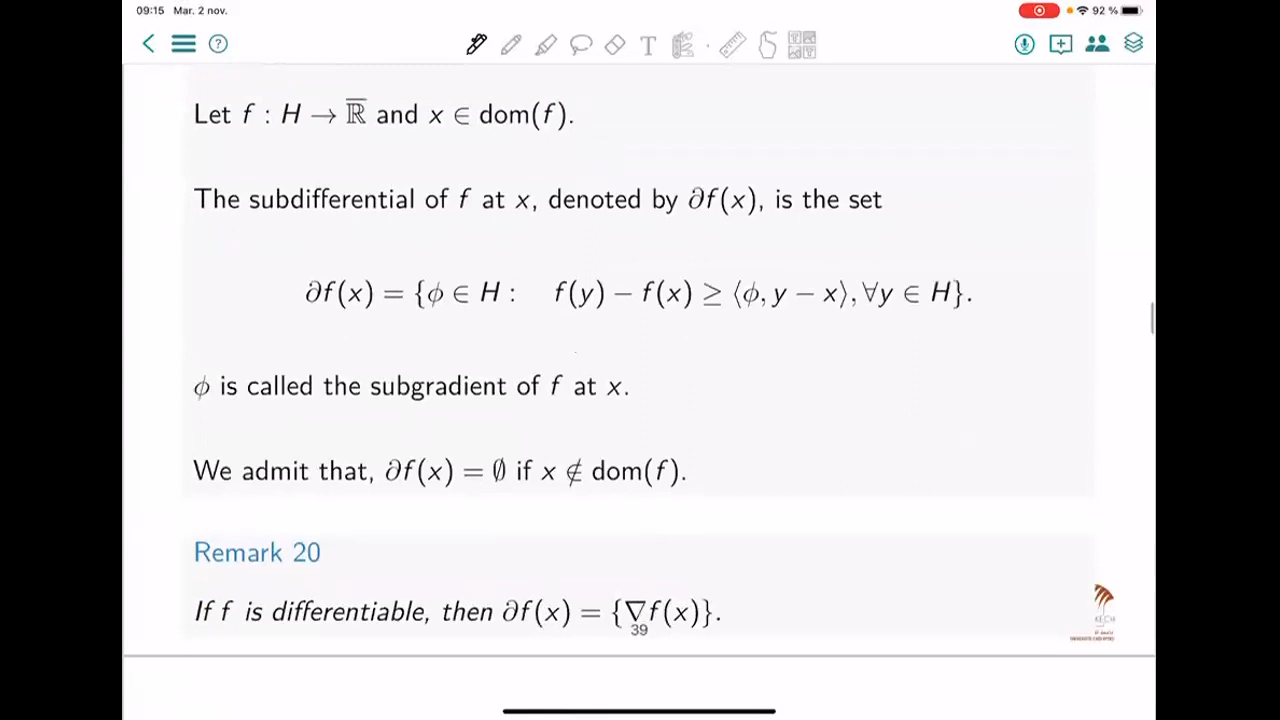 09:15 Mar. 2 nov.
92 %
T
Let f : H → ℝ̅ and x ∈ dom(f).
The subdifferential of f at x, denoted by ∂f(x), is the set
∂f(x) = {ϕ ∈ H : f(y) − f(x) ≥ ⟨ϕ, y − x⟩, ∀y ∈ H}.
ϕ is called the subgradient of f at x.
We admit that, ∂f(x) = ∅ if x ∉ dom(f).
Remark 20
If f is differentiable, then ∂f(x) = {∇f(x)}.
39